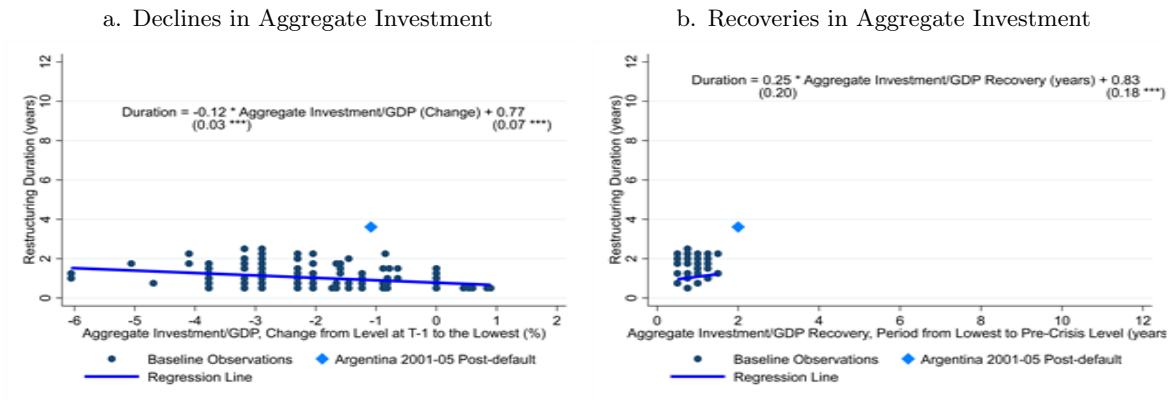 a. Declines in Aggregate Investment
Restructuring Duration (years)
12
10
8
6
4
2
0
Duration = -0.12 * Aggregate Investment/GDP (Change) + 0.77
(0.03 ***) (0.07 ***)
-6 -5 -4 -3 -2 -1 0 1 2
Aggregate Investment/GDP, Change from Level at T-1 to the Lowest (%)
Baseline Observations Argentina 2001-05 Post-default
Regression Line
b. Recoveries in Aggregate Investment
Restructuring Duration (years)
12
10
8
6
4
2
0
Duration = 0.25 * Aggregate Investment/GDP Recovery (years) + 0.83
(0.20) (0.18 ***)
0 2 4 6 8 10 12
Aggregate Investment/GDP Recovery, Period from Lowest to Pre-Crisis Level (years
Baseline Observations Argentina 2001-05 Post-default
Regression Line